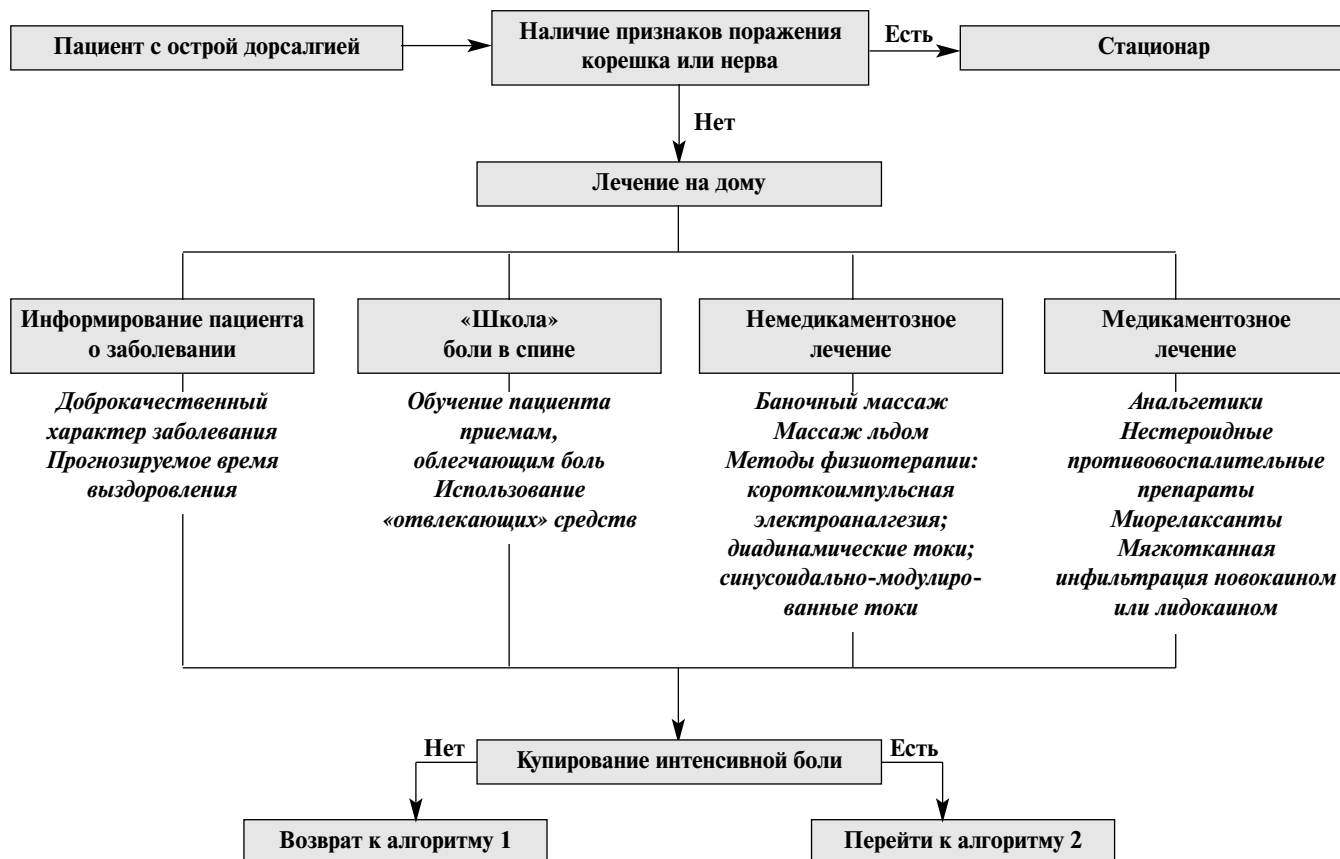 Пациент с острой дорсалгией
Наличие признаков поражения
корешка или нерва
Есть
Стационар
Нет
Лечение на дому
Информирование пациента
о заболевании
Доброкачественный
характер заболевания
Прогнозируемое время
выздоровления
«Школа»
боли в спине
Обучение пациента
приемам,
облегчающим боль
Использование
«отвлекающих» средств
Немедикаментозное
лечение
Баночный массаж
Массаж льдом
Методы физиотерапии:
короткоимпульсная
электроаналгезия;
диадинамические токи;
синусоидально-модулиро-
ванные токи
Медикаментозное
лечение
Анальгетики
Нестероидные
противовоспалительные
препараты
Миорелаксанты
Мягкотканная
инфильтрация новокаином
или лидокаином
Нет
Купирование интенсивной боли
Есть
Возврат к алгоритму 1
Перейти к алгоритму 2